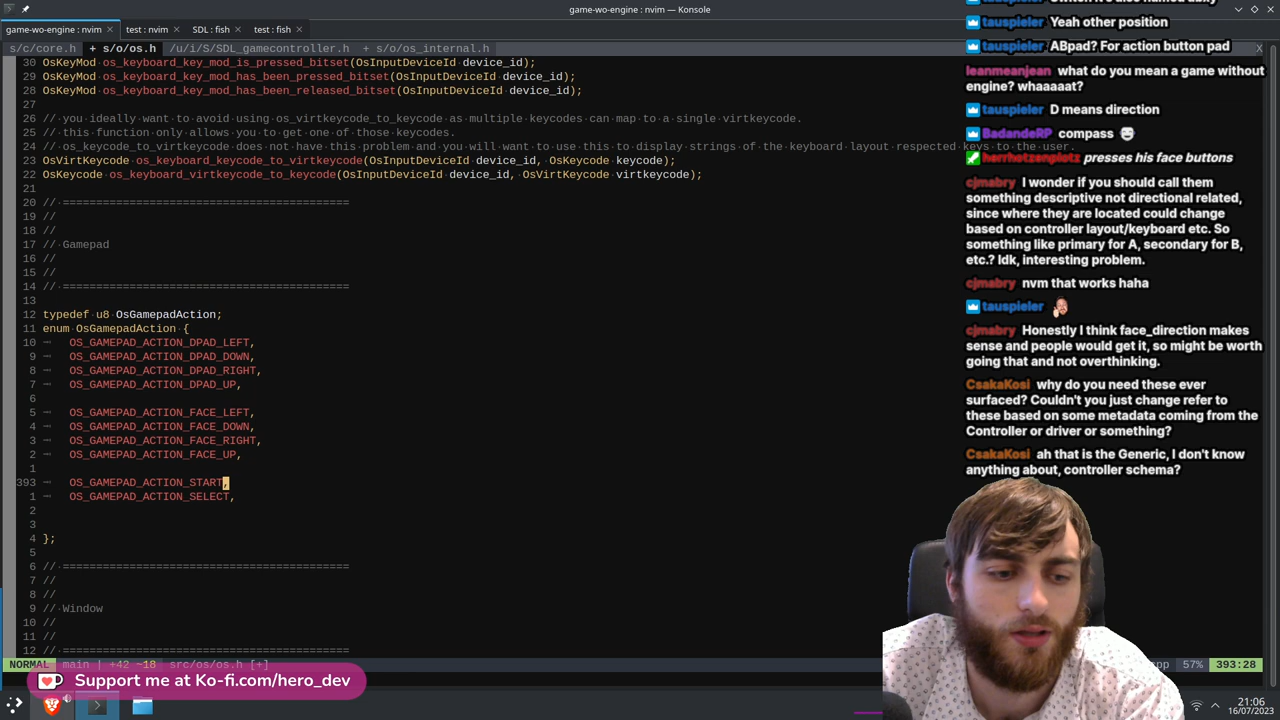 game-wo-engine : nvim — Konsole
game-wo-engine : nvim
test : nvim
SDL : fish
test : fish
s/c/core.h
+ s/o/os.h
/u/i/S/SDL_gamecontroller.h
+ s/o/os_internal.h
30 OsKeyMod os_keyboard_key_mod_is_pressed_bitset(OsInputDeviceId device_id);
29 OsKeyMod os_keyboard_key_mod_has_been_pressed_bitset(OsInputDeviceId device_id);
28 OsKeyMod os_keyboard_key_mod_has_been_released_bitset(OsInputDeviceId device_id);
27
26 // you ideally want to avoid using os_virtkeycode_to_keycode as multiple keycodes can map to a single virtkeycode.
25 // this function only allows you to get one of those keycodes.
24 // os_keycode_to_virtkeycode does not have this problem and you will want to use this to display strings of the keyboard layout respected keys to the user.
23 OsVirtKeycode os_keyboard_keycode_to_virtkeycode(OsInputDeviceId device_id, OsKeycode keycode);
22 OsKeycode os_keyboard_virtkeycode_to_keycode(OsInputDeviceId device_id, OsVirtKeycode virtkeycode);
21
20 // ==========================================
19 //
18 //
17 // Gamepad
16 //
15 //
14 // ==========================================
13
12 typedef u8 OsGamepadAction;
11 enum OsGamepadAction {
10 OS_GAMEPAD_ACTION_DPAD_LEFT,
9 OS_GAMEPAD_ACTION_DPAD_DOWN,
8 OS_GAMEPAD_ACTION_DPAD_RIGHT,
7 OS_GAMEPAD_ACTION_DPAD_UP,
6
5 OS_GAMEPAD_ACTION_FACE_LEFT,
4 OS_GAMEPAD_ACTION_FACE_DOWN,
3 OS_GAMEPAD_ACTION_FACE_RIGHT,
2 OS_GAMEPAD_ACTION_FACE_UP,
1
393 OS_GAMEPAD_ACTION_START,
1 OS_GAMEPAD_ACTION_SELECT,
2
3
4 };
5
6 // ==========================================
7 //
8 //
9 // Window
10 //
11 //
12 // ==========================================
NORMAL main | +42 ~18 | src/os/os.h [+]
57% 393:28
Support me at Ko-fi.com/hero_dev
21:06
16/07/2023
tauspieler Yeah other position
tauspieler ABpad? For action button pad
leanmeanjean what do you mean a game without
engine? whaaaaat?
tauspieler D means direction
BadandeRP compass
herrhotzenplotz presses his face buttons
cjmabry I wonder if you should call them
something descriptive not directional related,
since where they are located could change
based on controller layout/keyboard etc. So
something like primary for A, secondary for B,
etc.? Idk, interesting problem.
cjmabry nvm that works haha
tauspieler
cjmabry Honestly I think face_direction makes
sense and people would get it, so might be worth
going that and not overthinking.
CsakaKosi why do you need these ever
surfaced? Couldn't you just change refer to
these based on some metadata coming from the
Controller or driver or something?
CsakaKosi ah that is the Generic, I don't know
anything about, controller schema?